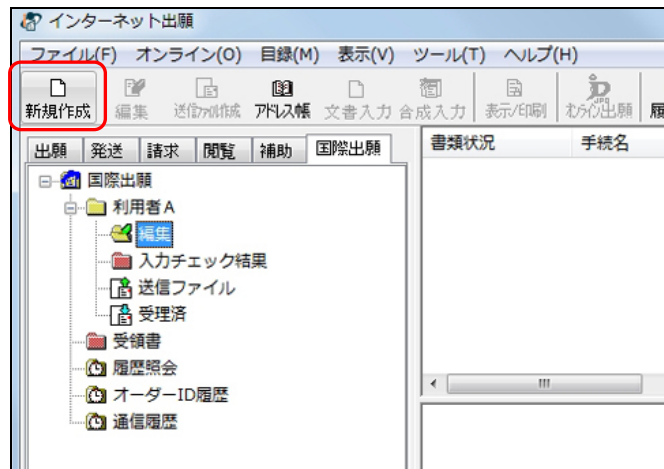 インターネット出願
ファイル(F) オンライン(O) 目録(M) 表示(V) ツール(T) ヘルプ(H)
新規作成 編集 送信ﾌｧｲﾙ作成 ｱﾄﾞﾚｽ帳 文書入力 合成入力 表示/印刷 ｵﾝﾗｲﾝ出願 履
出願 発送 請求 閲覧 補助 国際出願
書類状況 手続名
国際出願
利用者A
編集
入力チェック結果
送信ファイル
受理済
受領書
履歴照会
オーダーID履歴
通信履歴